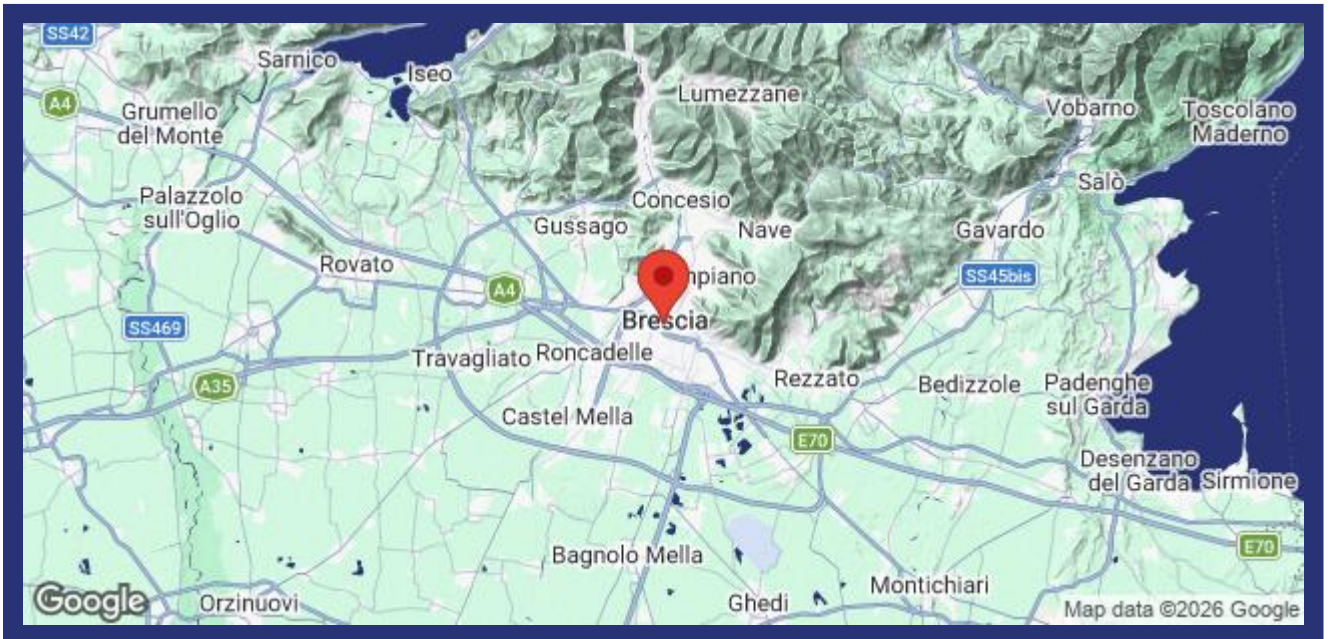 SS42
Sarnico
Iseo
Lumezzane
A4
Grumello
del Monte
Vobarno
Toscolano
Maderno
Palazzolo
sull'Oglio
Concesio
Salò
Gussago
Nave
Gavardo
Rovato
A4
mpiano
SS45bis
SS469
Brescia
Travagliato
Roncadelle
A35
Rezzato
Bedizzole
Padenghe
sul Garda
Castel Mella
E70
Desenzano
del Garda
Sirmione
Bagnolo Mella
E70
Montichiari
Google
Orzinuovi
Ghedi
Map data ©2026 Google